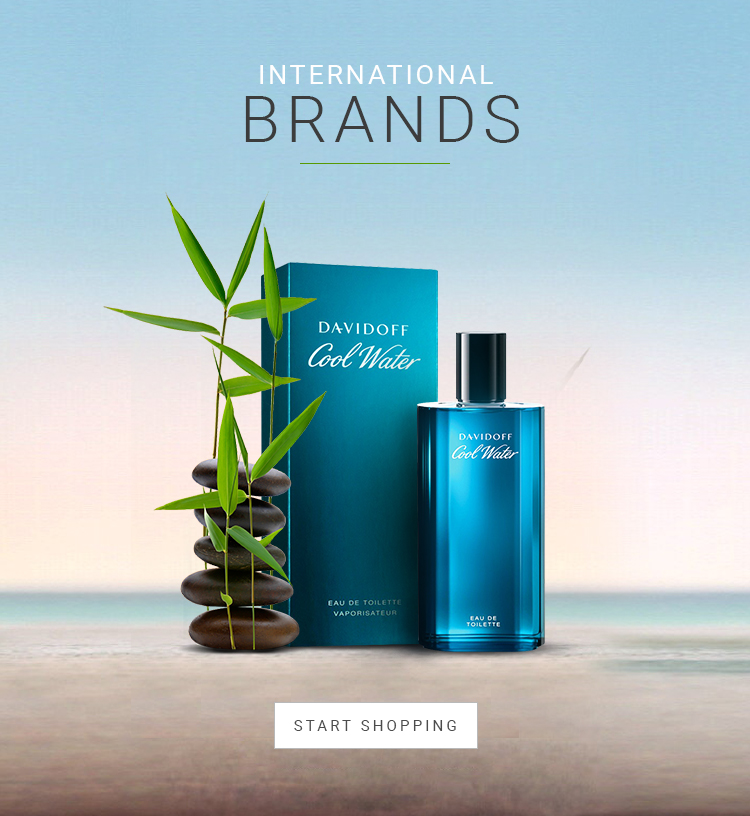 INTERNATIONAL
BRANDS
DAVIDOFF
Cool Water
DAVIDOFF
Cool Water
EAU DE TOILETTE
VAPORISATEUR
EAU DE
TOILETTE
START SHOPPING